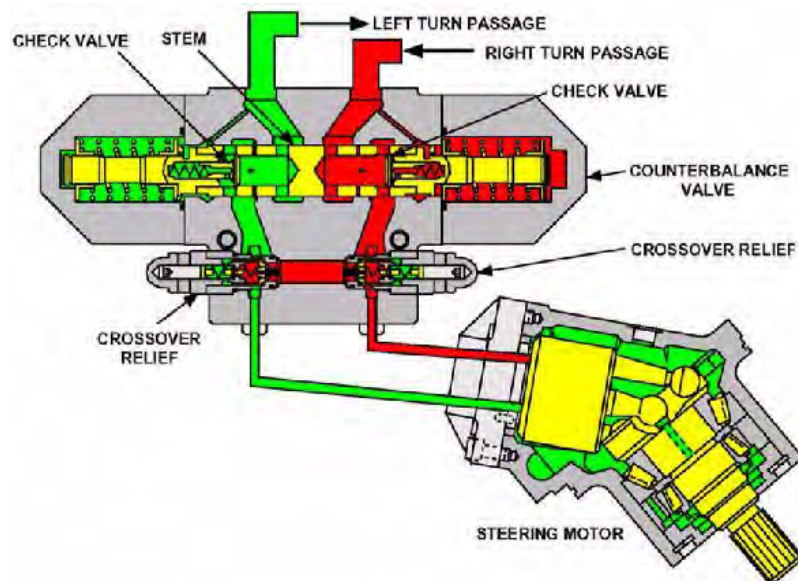 LEFT TURN PASSAGE
CHECK VALVE
STEM
RIGHT TURN PASSAGE
CHECK VALVE
COUNTERBALANCE
VALVE
CROSSOVER RELIEF
CROSSOVER
RELIEF
STEERING MOTOR